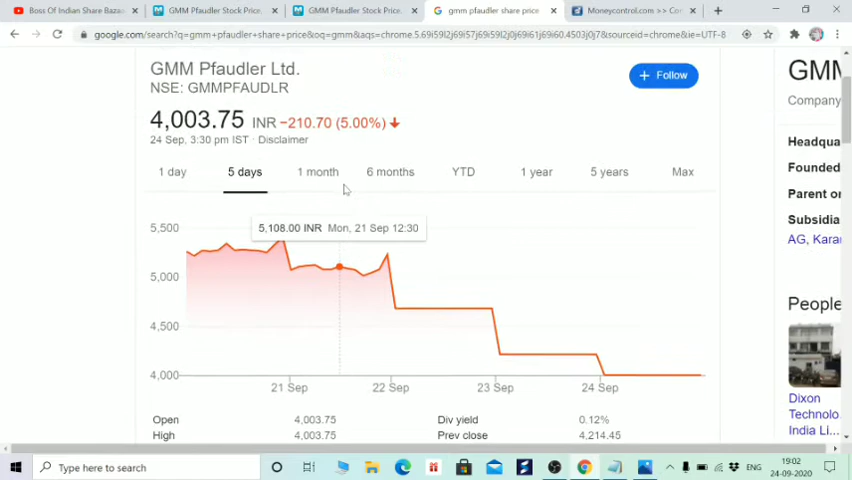 Boss Of Indian Share Bazaa
GMM Pfaudler Stock Price,
GMM Pfaudler Stock Price,
gmm pfaudler share price
Moneycontrol.com >> Co
google.com/search?q=gmm+pfaudler+share+price&oq=gmm&aqs=chrome.5.69i59l2j69i57j69i59l2j0j69i61j69i60.4503j0j7&sourceid=chrome&ie=UTF-8
GMM Pfaudler Ltd.
NSE: GMMPFAUDLR
+ Follow
4,003.75 INR −210.70 (5.00%)
24 Sep, 3:30 pm IST · Disclaimer
1 day 5 days 1 month 6 months YTD 1 year 5 years Max
5,108.00 INR Mon, 21 Sep 12:30
5,500
5,000
4,500
4,000
21 Sep 22 Sep 23 Sep 24 Sep
Open 4,003.75 Div yield 0.12%
High 4,003.75 Prev close 4,214.45
GMM
Company
Headqua
Founded
Parent or
Subsidia
AG, Kara
People
Dixon
Technolo
India Li
Type here to search
ENG
19:02
24-09-2020